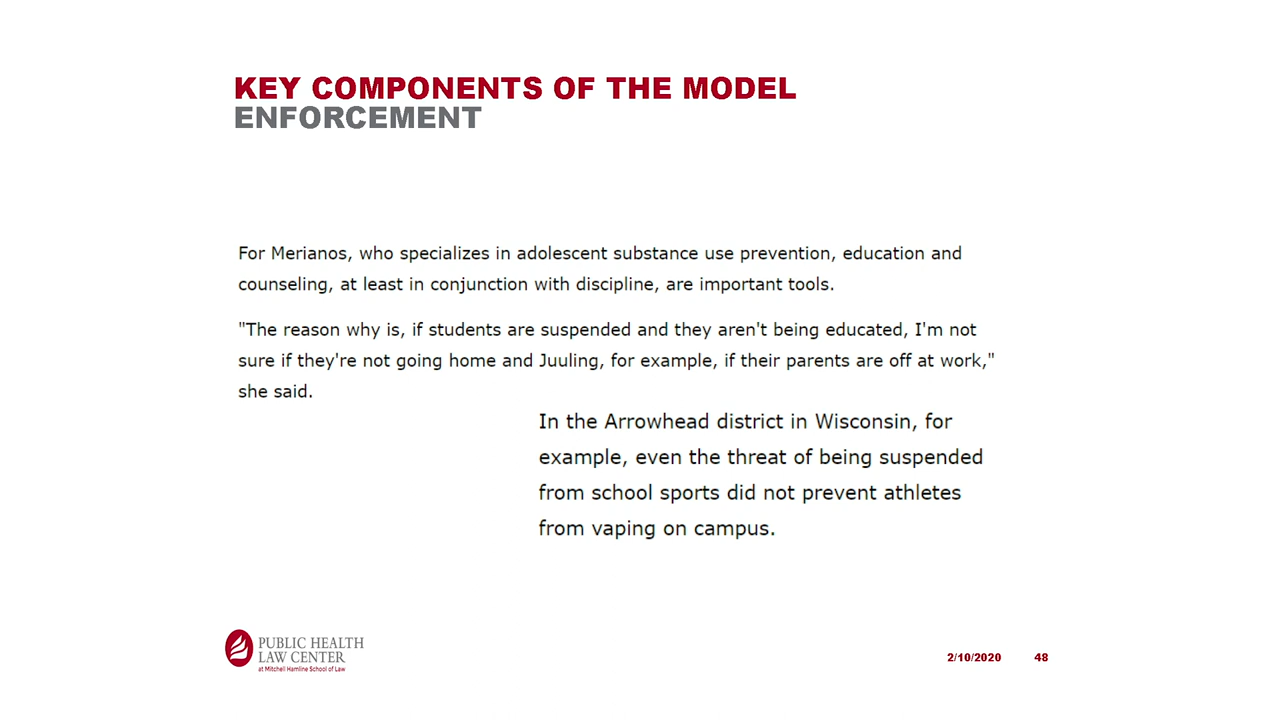 KEY COMPONENTS OF THE MODEL
ENFORCEMENT
For Merianos, who specializes in adolescent substance use prevention, education and
counseling, at least in conjunction with discipline, are important tools.
"The reason why is, if students are suspended and they aren't being educated, I'm not
sure if they're not going home and Juuling, for example, if their parents are off at work,"
she said.
In the Arrowhead district in Wisconsin, for
example, even the threat of being suspended
from school sports did not prevent athletes
from vaping on campus.
PUBLIC HEALTH
LAW CENTER
at Mitchell Hamline School of Law
2/10/2020 48